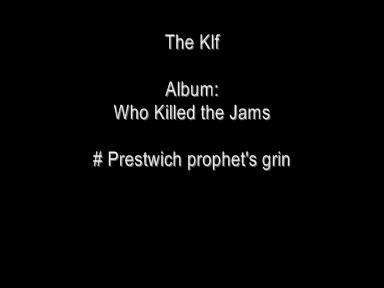 The Klf
Album:
Who Killed the Jams
# Prestwich prophet's grin